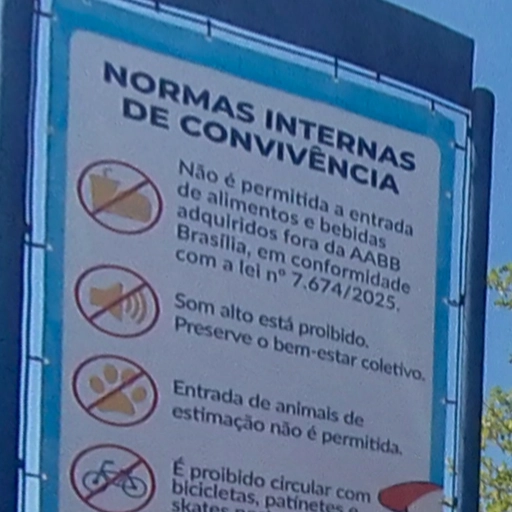 NORMAS INTERNAS
DE CONVIVÊNCIA
Não é permitida a entrada
de alimentos e bebidas
adquiridos fora da AABB
Brasília, em conformidade
com a lei nº 7.674/2025.
Som alto está proibido.
Preserve o bem-estar coletivo.
Entrada de animais de
estimação não é permitida.
É proibido circular com
bicicletas, patinetes e
skates